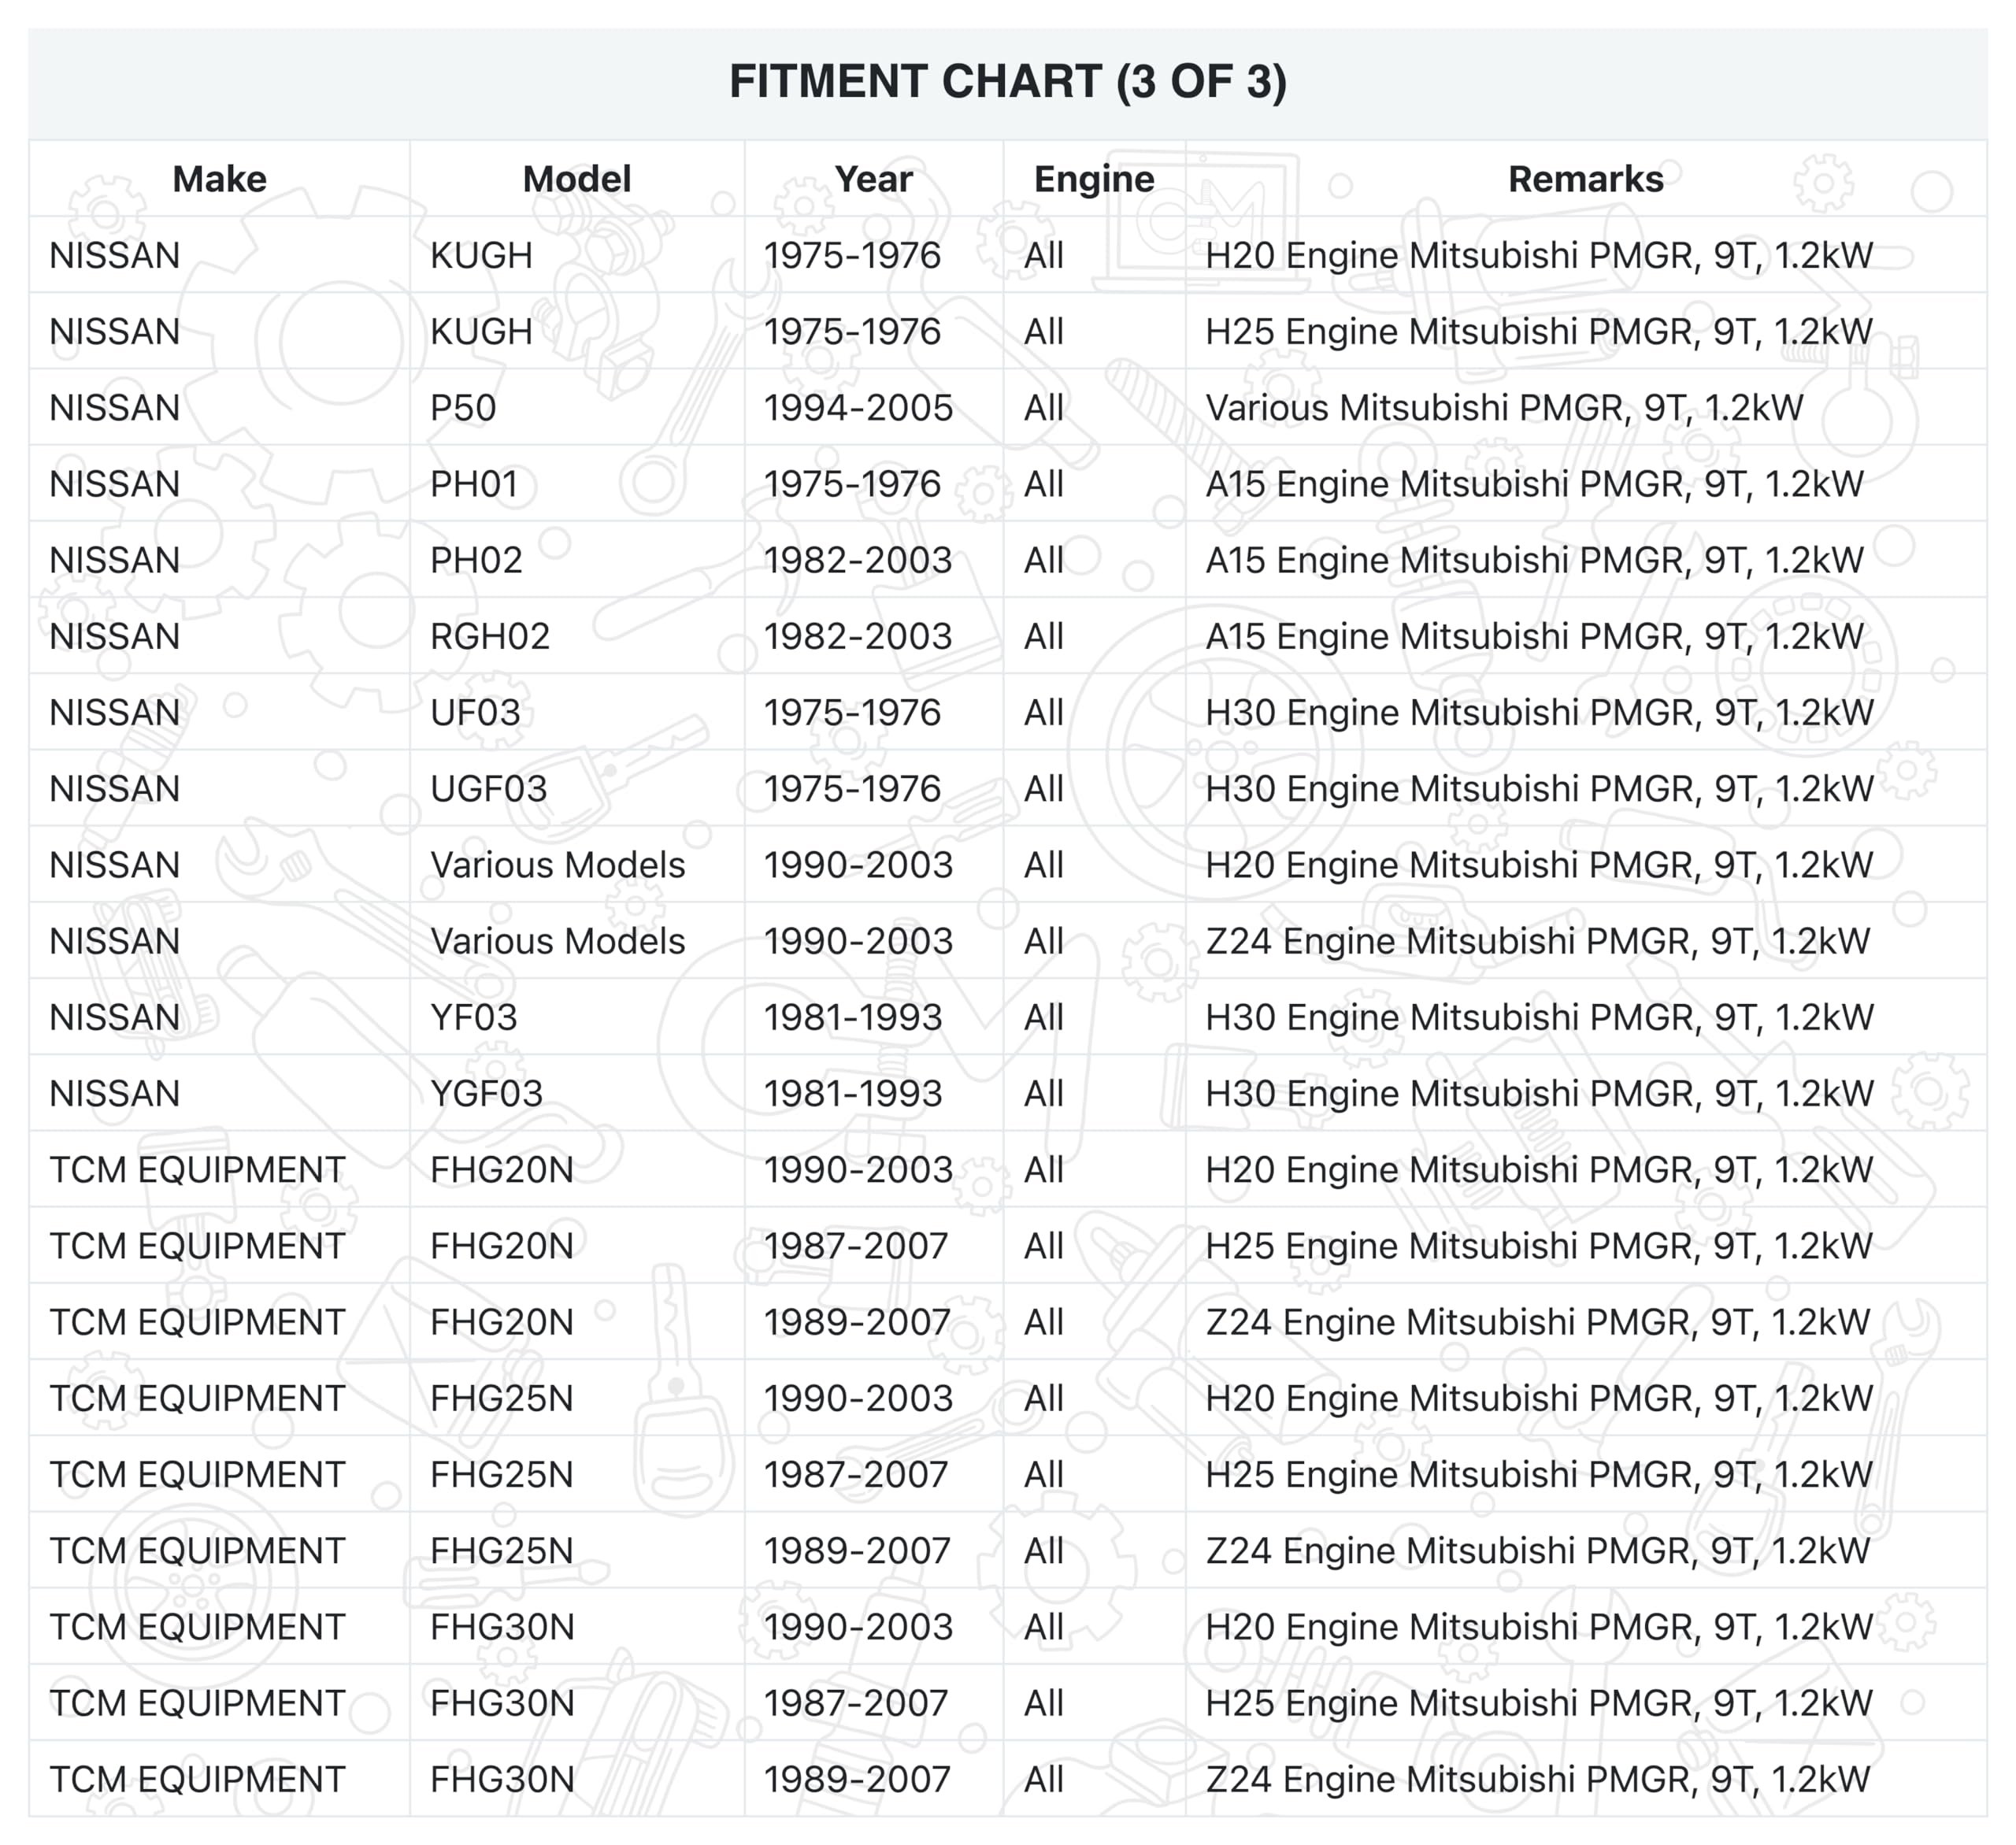 FITMENT CHART (3 OF 3)
Make Model Year Engine Remarks
NISSAN KUGH 1975-1976 All H20 Engine Mitsubishi PMGR, 9T, 1.2kW
NISSAN KUGH 1975-1976 All H25 Engine Mitsubishi PMGR, 9T, 1.2kW
NISSAN P50 1994-2005 All Various Mitsubishi PMGR, 9T, 1.2kW
NISSAN PH01 1975-1976 All A15 Engine Mitsubishi PMGR, 9T, 1.2kW
NISSAN PH02 1982-2003 All A15 Engine Mitsubishi PMGR, 9T, 1.2kW
NISSAN RGH02 1982-2003 All A15 Engine Mitsubishi PMGR, 9T, 1.2kW
NISSAN UF03 1975-1976 All H30 Engine Mitsubishi PMGR, 9T, 1.2kW
NISSAN UGF03 1975-1976 All H30 Engine Mitsubishi PMGR, 9T, 1.2kW
NISSAN Various Models 1990-2003 All H20 Engine Mitsubishi PMGR, 9T, 1.2kW
NISSAN Various Models 1990-2003 All Z24 Engine Mitsubishi PMGR, 9T, 1.2kW
NISSAN YF03 1981-1993 All H30 Engine Mitsubishi PMGR, 9T, 1.2kW
NISSAN YGF03 1981-1993 All H30 Engine Mitsubishi PMGR, 9T, 1.2kW
TCM EQUIPMENT FHG20N 1990-2003 All H20 Engine Mitsubishi PMGR, 9T, 1.2kW
TCM EQUIPMENT FHG20N 1987-2007 All H25 Engine Mitsubishi PMGR, 9T, 1.2kW
TCM EQUIPMENT FHG20N 1989-2007 All Z24 Engine Mitsubishi PMGR, 9T, 1.2kW
TCM EQUIPMENT FHG25N 1990-2003 All H20 Engine Mitsubishi PMGR, 9T, 1.2kW
TCM EQUIPMENT FHG25N 1987-2007 All H25 Engine Mitsubishi PMGR, 9T, 1.2kW
TCM EQUIPMENT FHG25N 1989-2007 All Z24 Engine Mitsubishi PMGR, 9T, 1.2kW
TCM EQUIPMENT FHG30N 1990-2003 All H20 Engine Mitsubishi PMGR, 9T, 1.2kW
TCM EQUIPMENT FHG30N 1987-2007 All H25 Engine Mitsubishi PMGR, 9T, 1.2kW
TCM EQUIPMENT FHG30N 1989-2007 All Z24 Engine Mitsubishi PMGR, 9T, 1.2kW